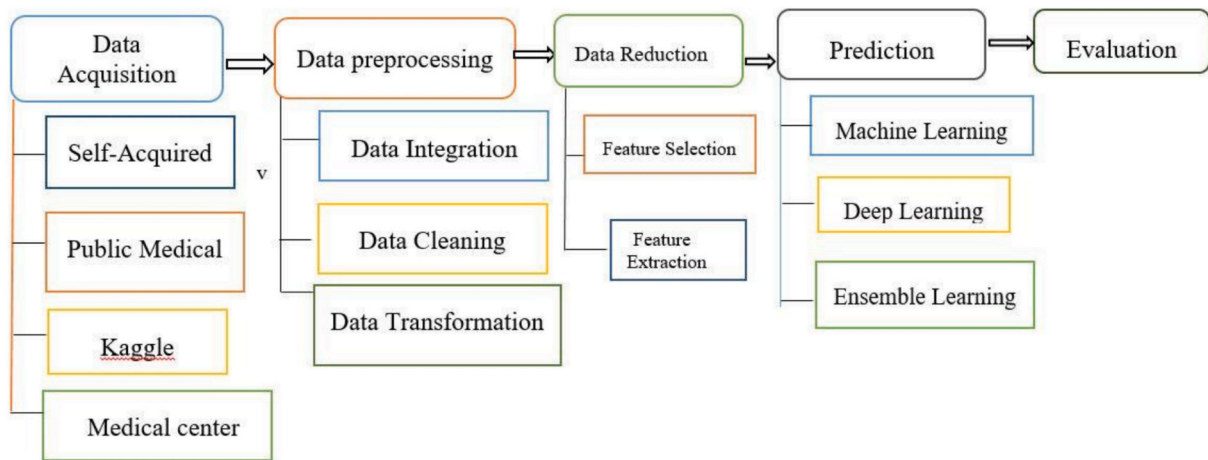 Data
Acquisition
Data preprocessing
Data Reduction
Prediction
Evaluation
Self-Acquired
Public Medical
Kaggle
Medical center
v
Data Integration
Data Cleaning
Data Transformation
Feature Selection
Feature
Extraction
Machine Learning
Deep Learning
Ensemble Learning